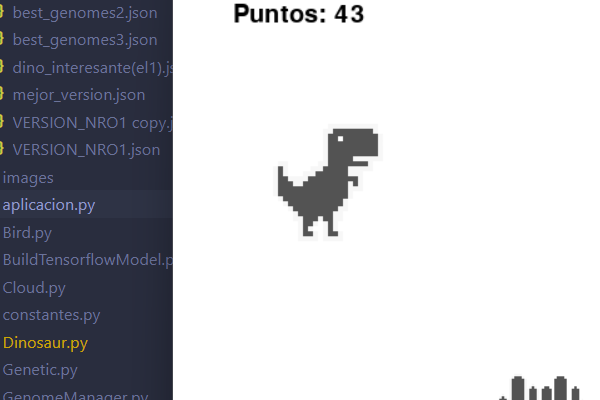 best_genomes2.json
best_genomes3.json
dino_interesante(el1).js
mejor_version.json
VERSION_NRO1 copy.j
VERSION_NRO1.json
images
aplicacion.py
Bird.py
BuildTensorflowModel.p
Cloud.py
constantes.py
Dinosaur.py
Genetic.py
GenomeManager.py
Puntos: 43